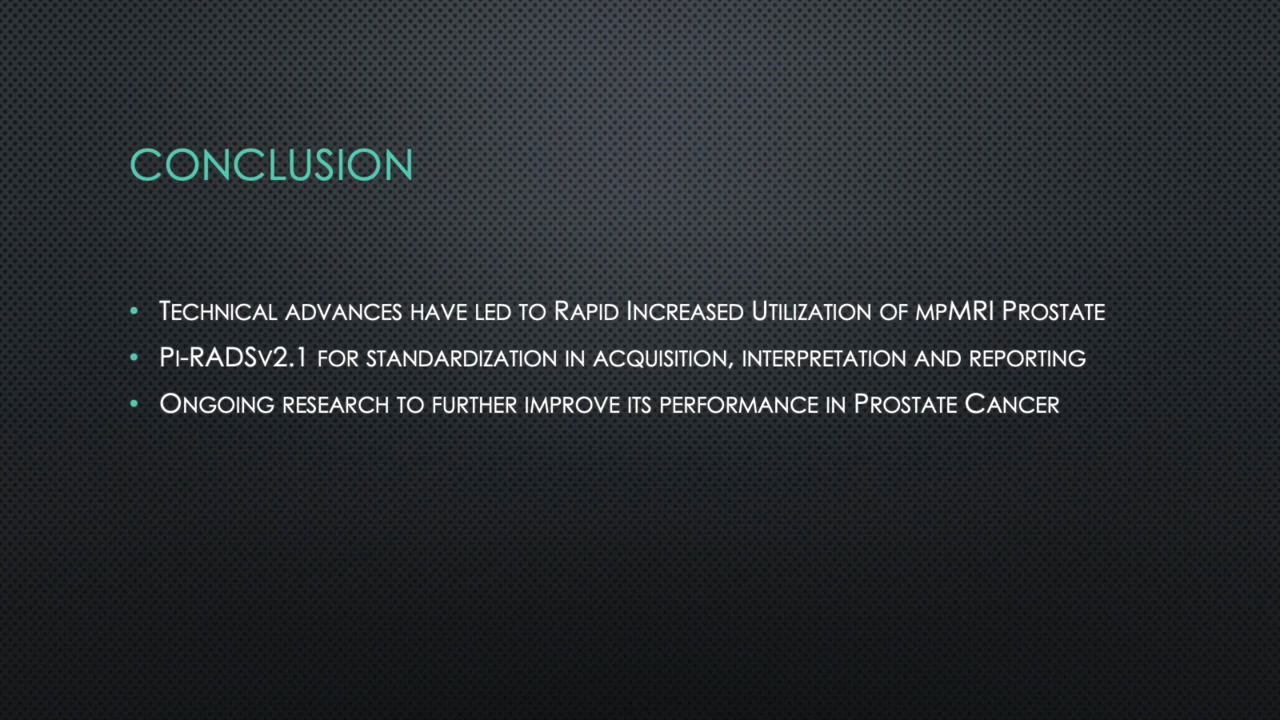 CONCLUSION
• Technical advances have led to Rapid Increased Utilization of mpMRI Prostate
• Pi-RADSv2.1 for standardization in acquisition, interpretation and reporting
• Ongoing research to further improve its performance in Prostate Cancer